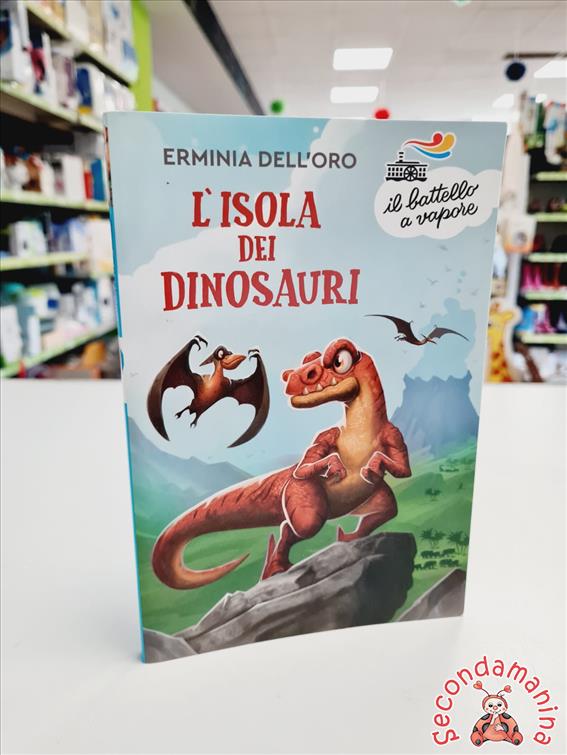 ERMINIA DELL'ORO
il battello
a vapore
L`ISOLA
DEI
DINOSAURI
Secondamanina